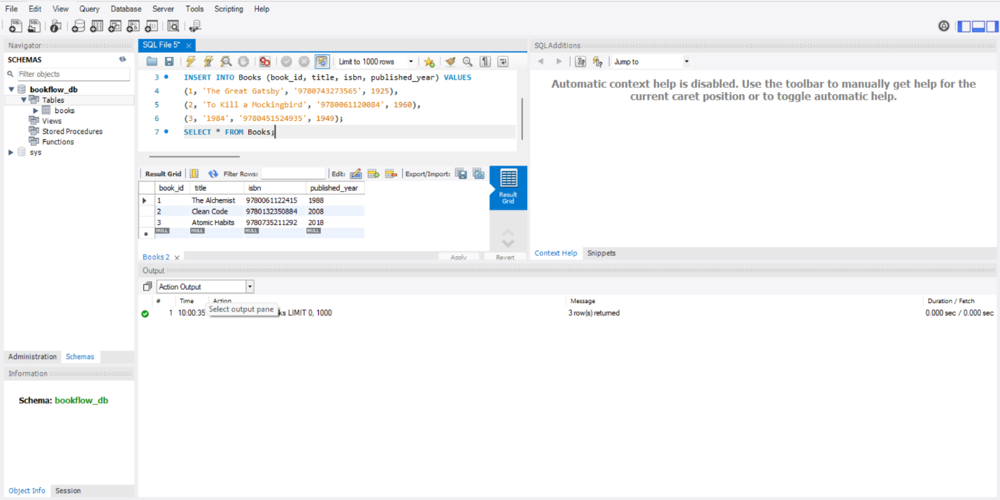 File Edit View Query Database Server Tools Scripting Help
Navigator
SCHEMAS
Filter objects
bookflow_db
Tables
books
Views
Stored Procedures
Functions
sys
Administration Schemas
Information
Schema: bookflow_db
Object Info Session
SQL File 5*
Limit to 1000 rows
3 INSERT INTO Books (book_id, title, isbn, published_year) VALUES
4 (1, 'The Great Gatsby', '9780743273565', 1925),
5 (2, 'To Kill a Mockingbird', '9780061120084', 1960),
6 (3, '1984', '9780451524935', 1949);
7 SELECT * FROM Books;
Result Grid Filter Rows: Edit: Export/Import:
book_id title isbn published_year
1 The Alchemist 9780061122415 1988
2 Clean Code 9780132350884 2008
3 Atomic Habits 9780735211292 2018
NULL NULL NULL NULL
Result
Grid
Books 2 Apply Revert
SQLAdditions
Jump to
Automatic context help is disabled. Use the toolbar to manually get help for the
current caret position or to toggle automatic help.
Context Help Snippets
Output
Action Output
# Time Action Message Duration / Fetch
Select output pane
1 10:00:35 ks LIMIT 0, 1000 3 row(s) returned 0.000 sec / 0.000 sec